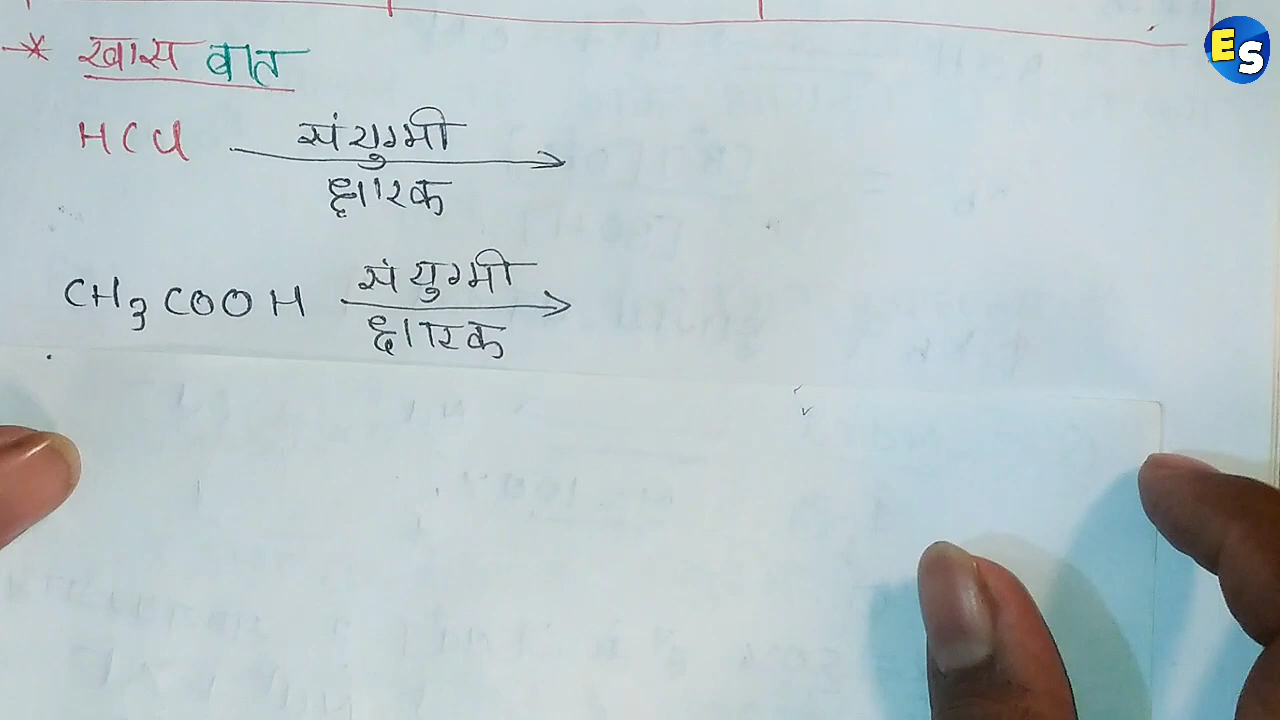 * खास बात
HCl संयुग्मी
क्षारक
CH3COOH संयुग्मी
क्षारक
ES